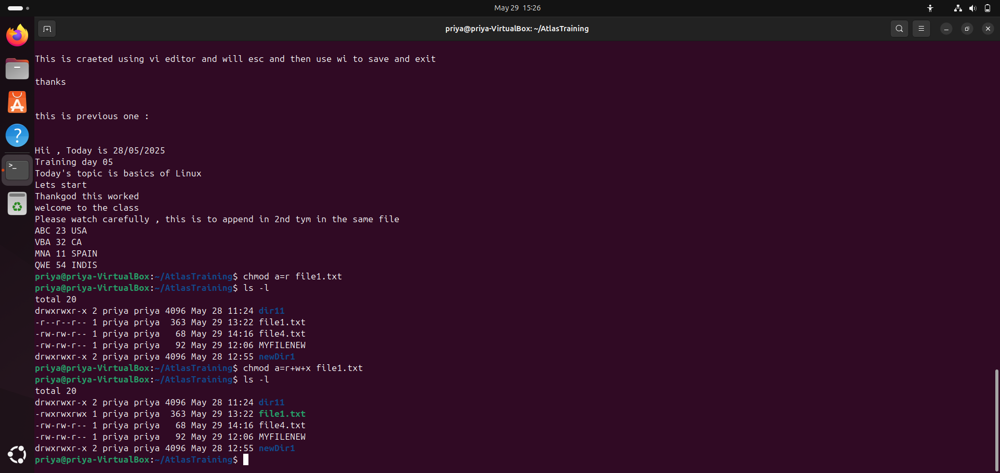 May 29 15:26
priya@priya-VirtualBox: ~/AtlasTraining
This is craeted using vi editor and will esc and then use wi to save and exit
thanks
this is previous one :
Hii , Today is 28/05/2025
Training day 05
Today's topic is basics of Linux
Lets start
Thankgod this worked
welcome to the class
Please watch carefully , this is to append in 2nd tym in the same file
ABC 23 USA
VBA 32 CA
MNA 11 SPAIN
QWE 54 INDIS
priya@priya-VirtualBox:~/AtlasTraining$ chmod a=r file1.txt
priya@priya-VirtualBox:~/AtlasTraining$ ls -l
total 20
drwxrwxr-x 2 priya priya 4096 May 28 11:24 dir11
-r--r--r-- 1 priya priya  363 May 29 13:22 file1.txt
-rw-rw-r-- 1 priya priya   68 May 29 14:16 file4.txt
-rw-rw-r-- 1 priya priya   92 May 29 12:06 MYFILENEW
drwxrwxr-x 2 priya priya 4096 May 28 12:55 newDir1
priya@priya-VirtualBox:~/AtlasTraining$ chmod a=r+w+x file1.txt
priya@priya-VirtualBox:~/AtlasTraining$ ls -l
total 20
drwxrwxr-x 2 priya priya 4096 May 28 11:24 dir11
-rwxrwxrwx 1 priya priya  363 May 29 13:22 file1.txt
-rw-rw-r-- 1 priya priya   68 May 29 14:16 file4.txt
-rw-rw-r-- 1 priya priya   92 May 29 12:06 MYFILENEW
drwxrwxr-x 2 priya priya 4096 May 28 12:55 newDir1
priya@priya-VirtualBox:~/AtlasTraining$